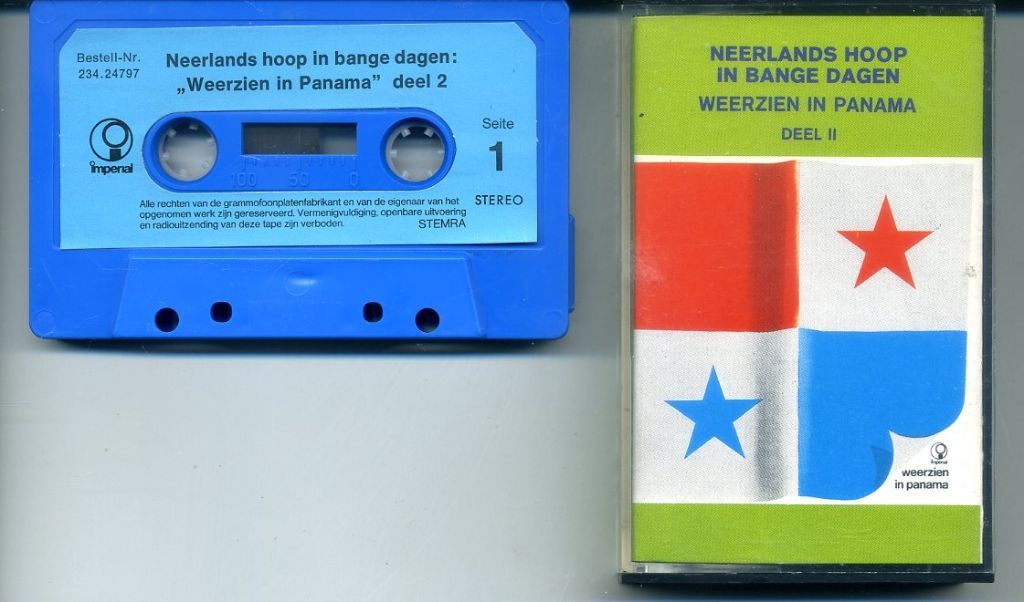 Bestell-Nr.
234.24797
Neerlands hoop in bange dagen:
„Weerzien in Panama” deel 2
imperial
Seite
1
STEREO
100 50 0
Alle rechten van de grammofoonplatenfabrikant en van de eigenaar van het
opgenomen werk zijn gereserveerd. Vermenigvuldiging, openbare uitvoering
en radiouitzending van deze tape zijn verboden. STEMRA
NEERLANDS HOOP
IN BANGE DAGEN
WEERZIEN IN PANAMA
DEEL II
imperial
weerzien
in panama